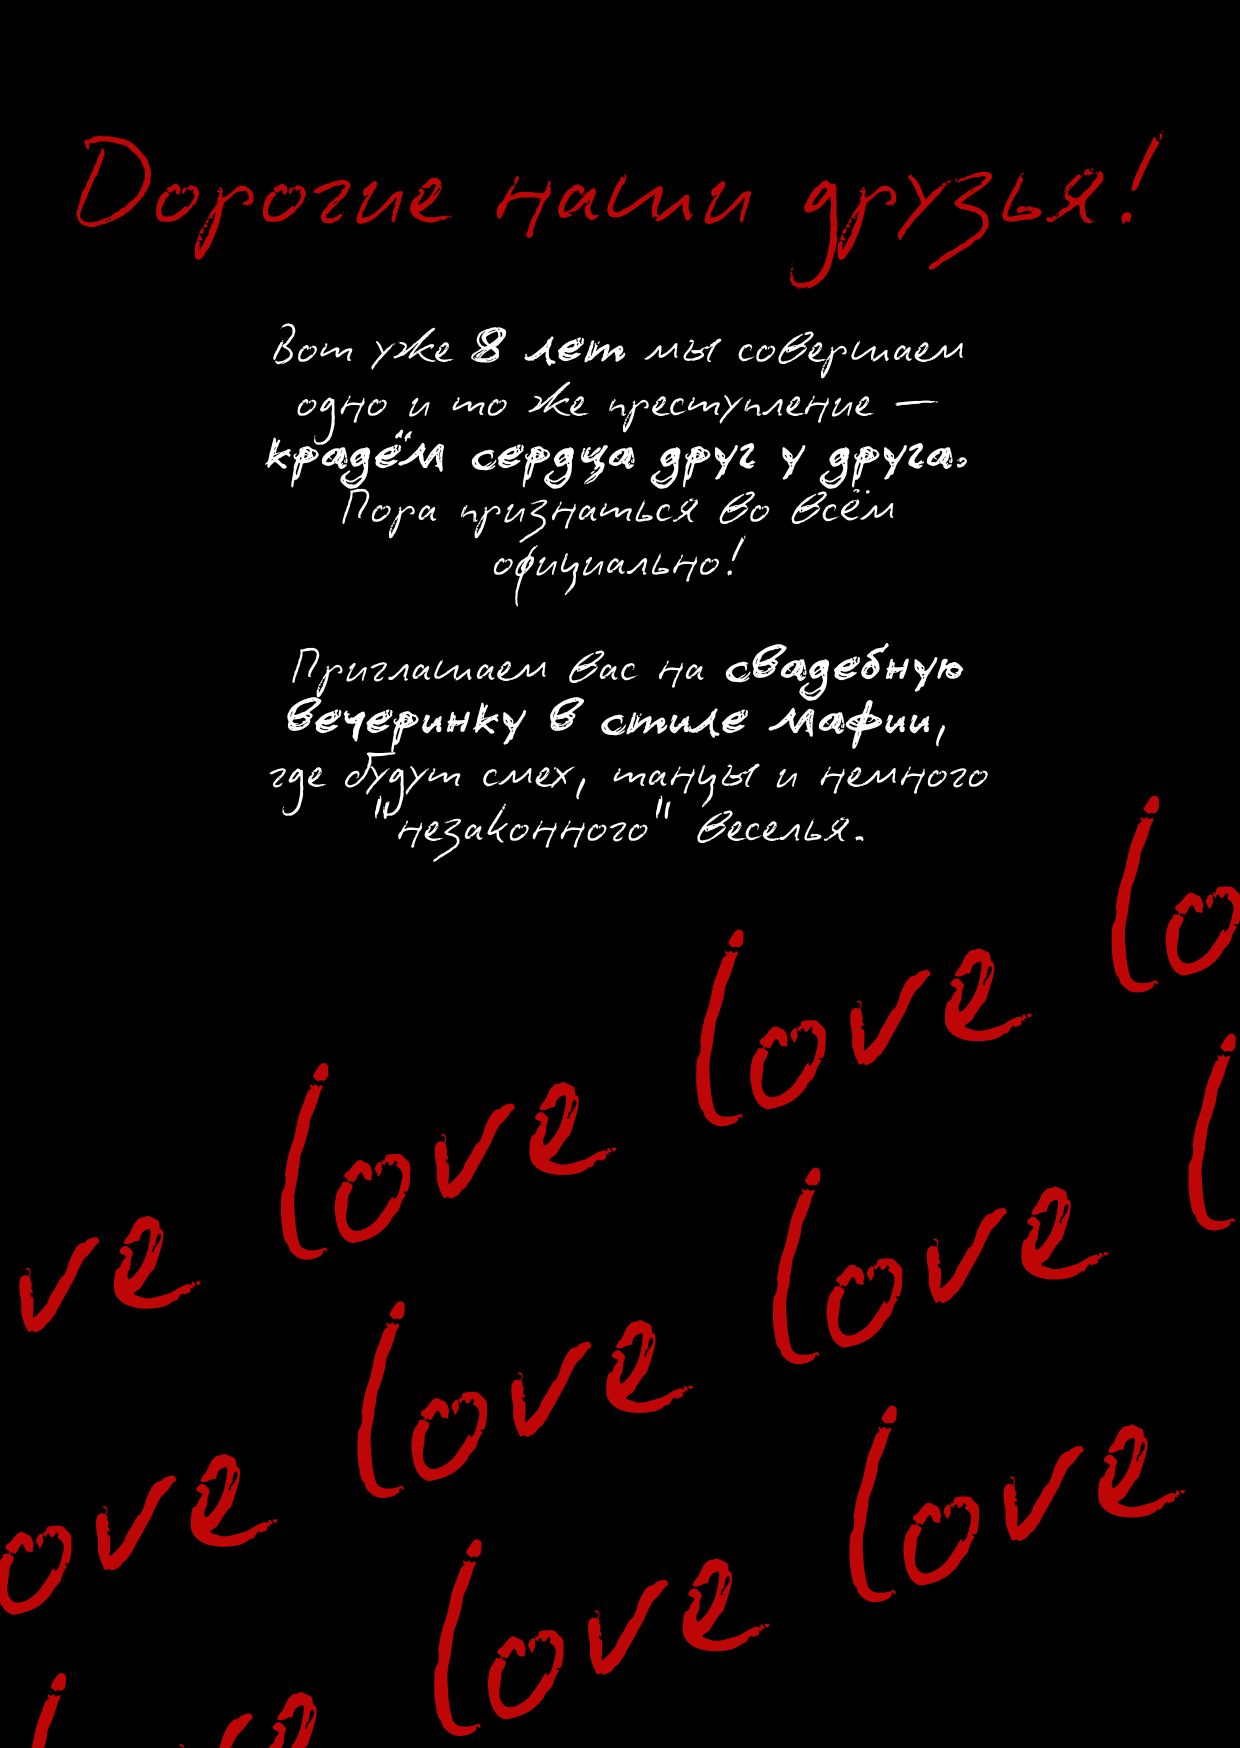 Дорогие наши друзья!
Вот уже 8 лет мы совершаем
одно и то же преступление —
крадём сердца друг у друга.
Пора признаться во всём
официально!
Приглашаем вас на свадебную
вечеринку в стиле мафии,
где будут смех, танцы и немного
"незаконного" веселья.
ve love love lo
ove love love l
love love love